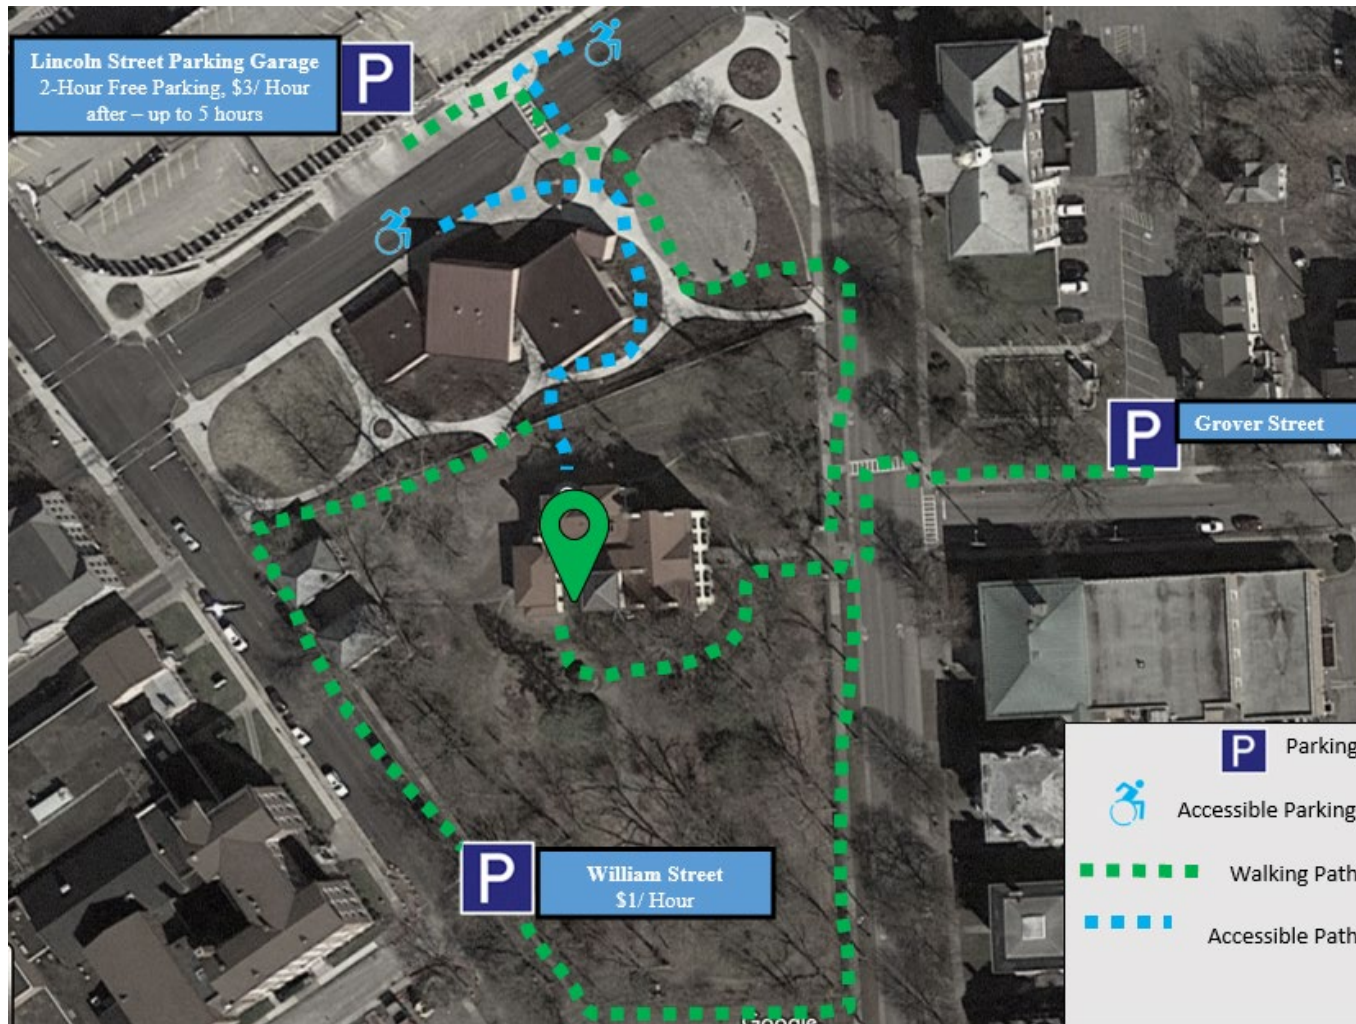 Lincoln Street Parking Garage
2-Hour Free Parking, $3/ Hour
after – up to 5 hours
P
P
Grover Street
P
William Street
$1/ Hour
P Parking
Accessible Parking
Walking Path
Accessible Path
Google